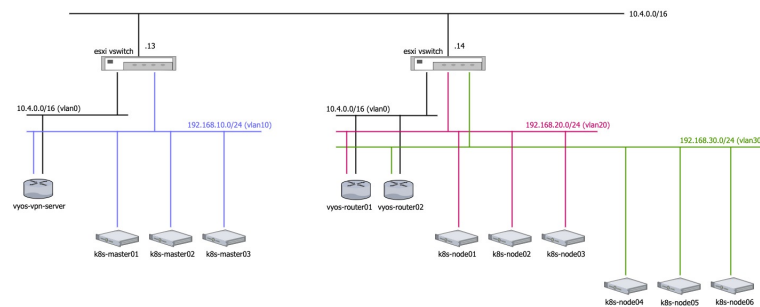 10.4.0.0/16
.13
esxi vswitch
.14
esxi vswitch
10.4.0.0/16 (vlan0)
10.4.0.0/16 (vlan0)
192.168.10.0/24 (vlan10)
192.168.20.0/24 (vlan20)
192.168.30.0/24 (vlan30
vyos-vpn-server
vyos-router01
vyos-router02
k8s-master01
k8s-master02
k8s-master03
k8s-node01
k8s-node02
k8s-node03
k8s-node04
k8s-node05
k8s-node06